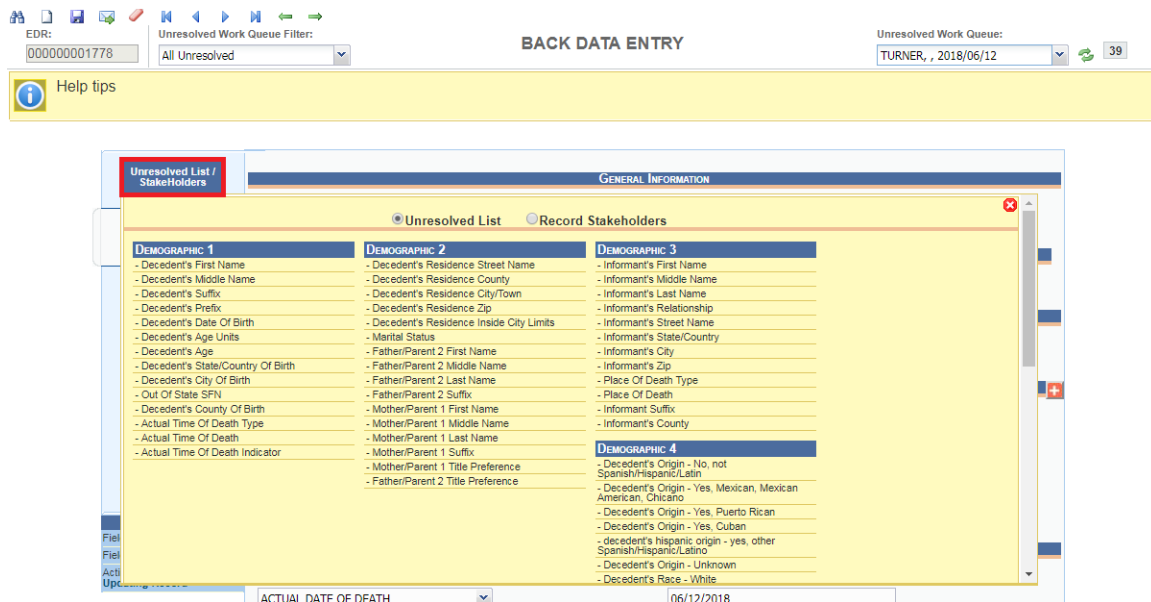 EDR:
Unresolved Work Queue Filter:
BACK DATA ENTRY
Unresolved Work Queue:
000000001778
All Unresolved
TURNER, , 2018/06/12
39
Help tips
Unresolved List /
StakeHolders
GENERAL INFORMATION
Unresolved List
Record Stakeholders
DEMOGRAPHIC 1
- Decedent's First Name
- Decedent's Middle Name
- Decedent's Suffix
- Decedent's Prefix
- Decedent's Date Of Birth
- Decedent's Age Units
- Decedent's Age
- Decedent's State/Country Of Birth
- Decedent's City Of Birth
- Out Of State SFN
- Decedent's County Of Birth
- Actual Time Of Death Type
- Actual Time Of Death
- Actual Time Of Death Indicator
DEMOGRAPHIC 2
- Decedent's Residence Street Name
- Decedent's Residence County
- Decedent's Residence City/Town
- Decedent's Residence Zip
- Decedent's Residence Inside City Limits
- Marital Status
- Father/Parent 2 First Name
- Father/Parent 2 Middle Name
- Father/Parent 2 Last Name
- Father/Parent 2 Suffix
- Mother/Parent 1 First Name
- Mother/Parent 1 Middle Name
- Mother/Parent 1 Last Name
- Mother/Parent 1 Suffix
- Mother/Parent 1 Title Preference
- Father/Parent 2 Title Preference
DEMOGRAPHIC 3
- Informant's First Name
- Informant's Middle Name
- Informant's Last Name
- Informant's Relationship
- Informant's Street Name
- Informant's State/Country
- Informant's City
- Informant's Zip
- Place Of Death Type
- Place Of Death
- Informant Suffix
- Informant's County
DEMOGRAPHIC 4
- Decedent's Origin - No, not
Spanish/Hispanic/Latin
- Decedent's Origin - Yes, Mexican, Mexican
American, Chicano
- Decedent's Origin - Yes, Puerto Rican
- Decedent's Origin - Yes, Cuban
- decedent's hispanic origin - yes, other
Spanish/Hispanic/Latino
- Decedent's Origin - Unknown
- Decedent's Race - White
Fiel
Fiel
Acti
ACTUAL DATE OF DEATH
06/12/2018